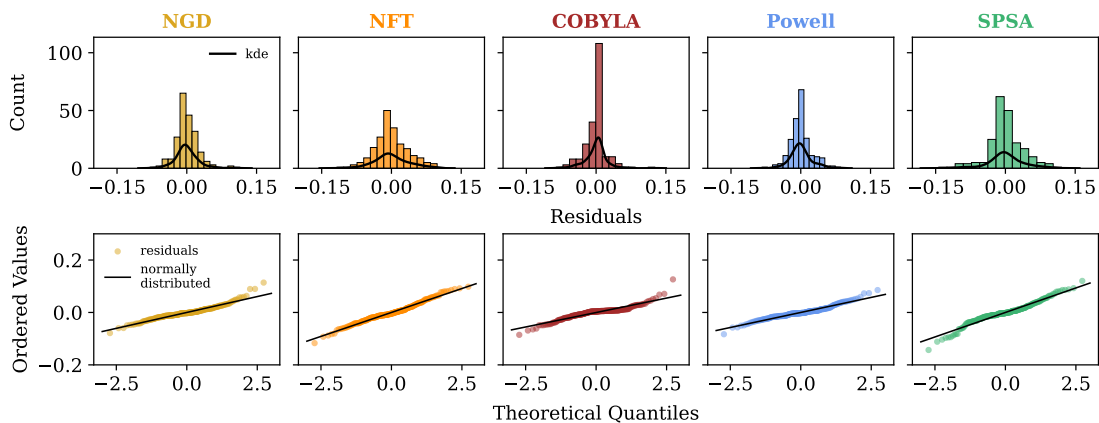 NGD NFT COBYLA Powell SPSA
Count
100
50
0
kde
−0.15 0.00 0.15 −0.15 0.00 0.15 −0.15 0.00 0.15 −0.15 0.00 0.15 −0.15 0.00 0.15
Residuals
Ordered Values
0.2
0.0
−0.2
residuals
normally
distributed
−2.5 0.0 2.5 −2.5 0.0 2.5 −2.5 0.0 2.5 −2.5 0.0 2.5 −2.5 0.0 2.5
Theoretical Quantiles